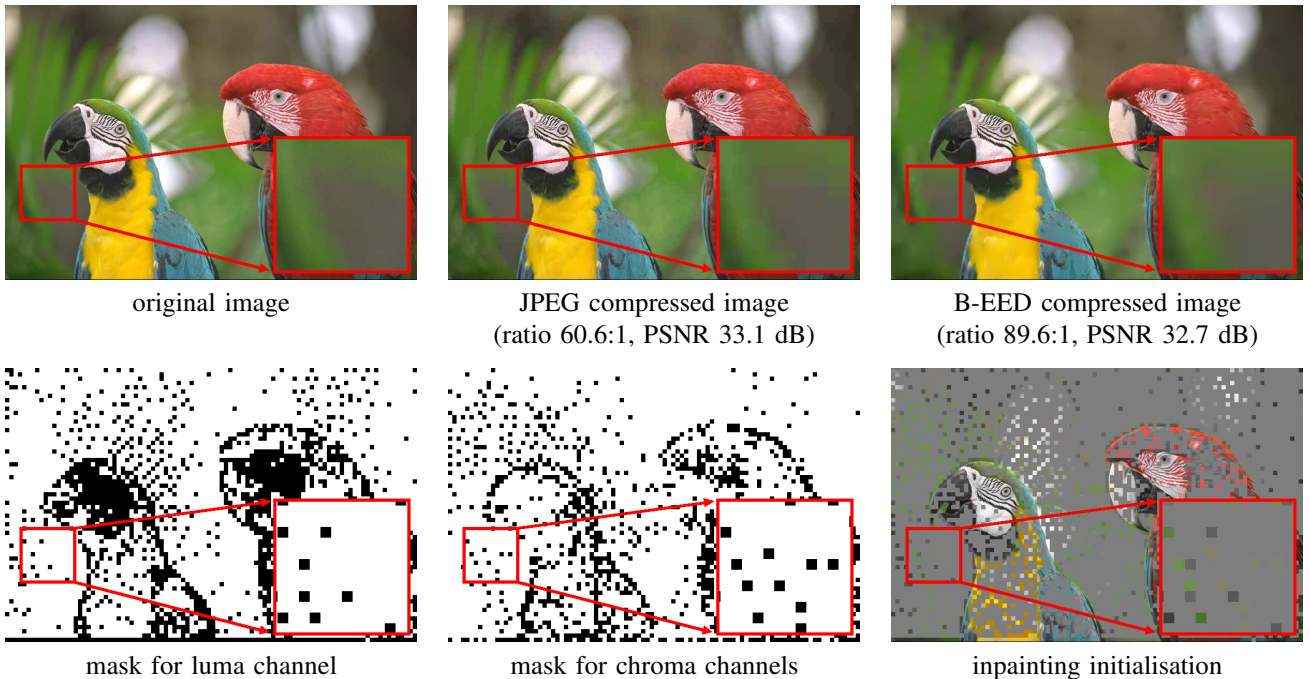 original image
JPEG compressed image
(ratio 60.6:1, PSNR 33.1 dB)
B-EED compressed image
(ratio 89.6:1, PSNR 32.7 dB)
mask for luma channel
mask for chroma channels
inpainting initialisation